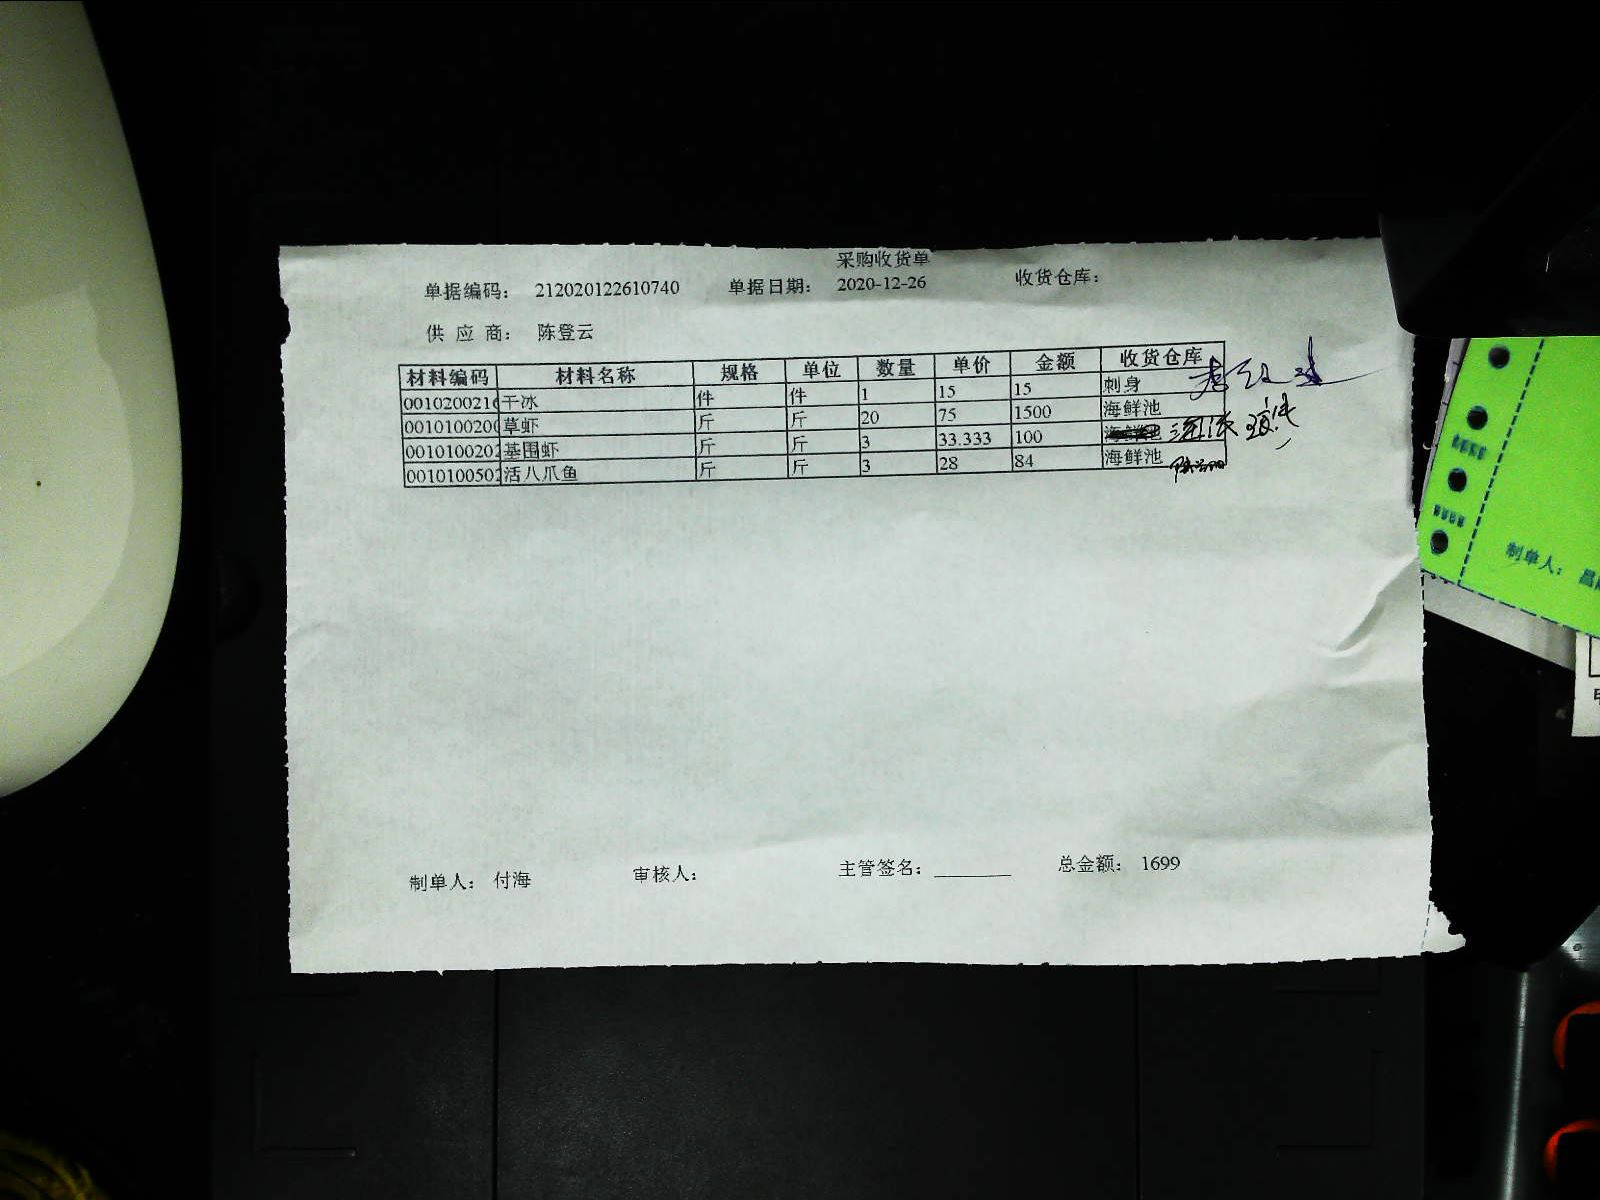 采购收货单
单据编码： 212020122610740 单据日期： 2020-12-26 收货仓库：
供 应 商： 陈登云
材料编码 材料名称 规格 单位 数量 单价 金额 收货仓库
001020021 干冰 件 件 1 15 15 刺身
001010020 草虾 斤 斤 20 75 1500 海鲜池
001010020 基围虾 斤 斤 3 33.333 100
001010050 活八爪鱼 斤 斤 3 28 84 海鲜池
制单人： 付海 审核人： 主管签名： 总金额： 1699
制单人：